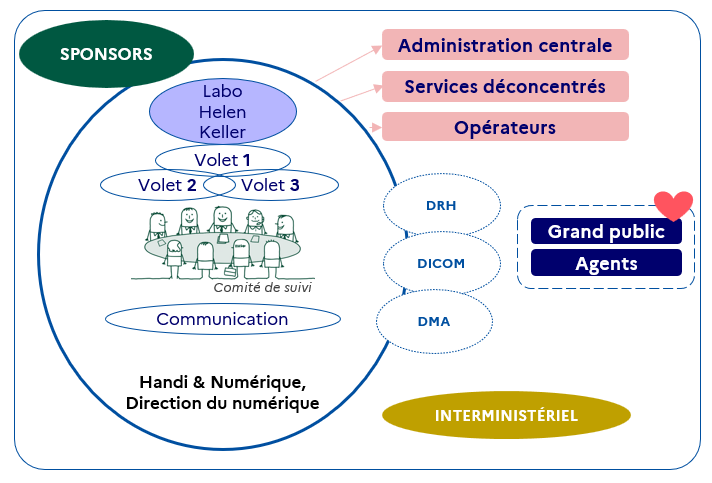 SPONSORS
Administration centrale
Services déconcentrés
Opérateurs
Labo
Helen
Keller
Volet 1
Volet 2
Volet 3
Comité de suivi
Communication
Handi & Numérique,
Direction du numérique
DRH
DICOM
DMA
Grand public
Agents
INTERMINISTÉRIEL